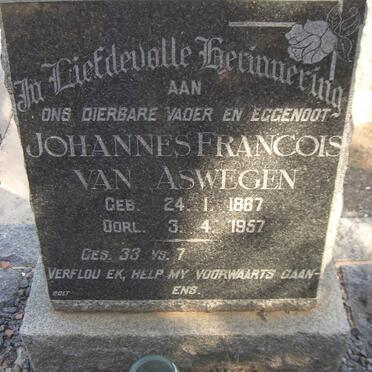 In Liefdevolle Herinnering
AAN
ONS DIERBARE VADER EN EGGENOOT
JOHANNES FRANCOIS
VAN ASWEGEN
GEB. 24. 1. 1887
OORL. 3. 4. 1957
GES. 33 VS. 7
VERFLOU EK, HELP MY VOORWAARTS GAAN-
ENS.